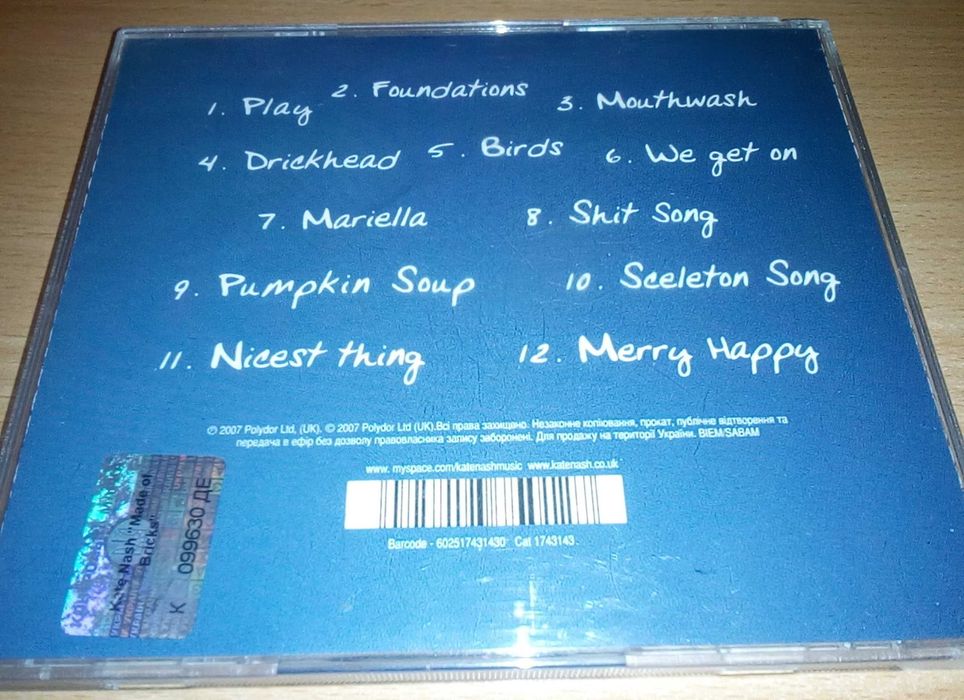 1. Play 2. Foundations 3. Mouthwash
4. Drickhead 5. Birds 6. We get on
7. Mariella 8. Shit Song
9. Pumpkin Soup 10. Sceleton Song
11. Nicest thing 12. Merry Happy
℗ 2007 Polydor Ltd, (UK). © 2007 Polydor Ltd (UK).Всі права захищено. Незаконне копіювання, прокат, публічне відтворення та
передача в ефір без дозволу правовласника запису заборонені. Для продажу на території України. BIEM/SABAM
www. myspace.com/katenashmusic www.katenash.co.uk
Barcode - 602517431430 Cat 1743143
Kate Nash "Made of
Bricks"
К 099630 ДЕ